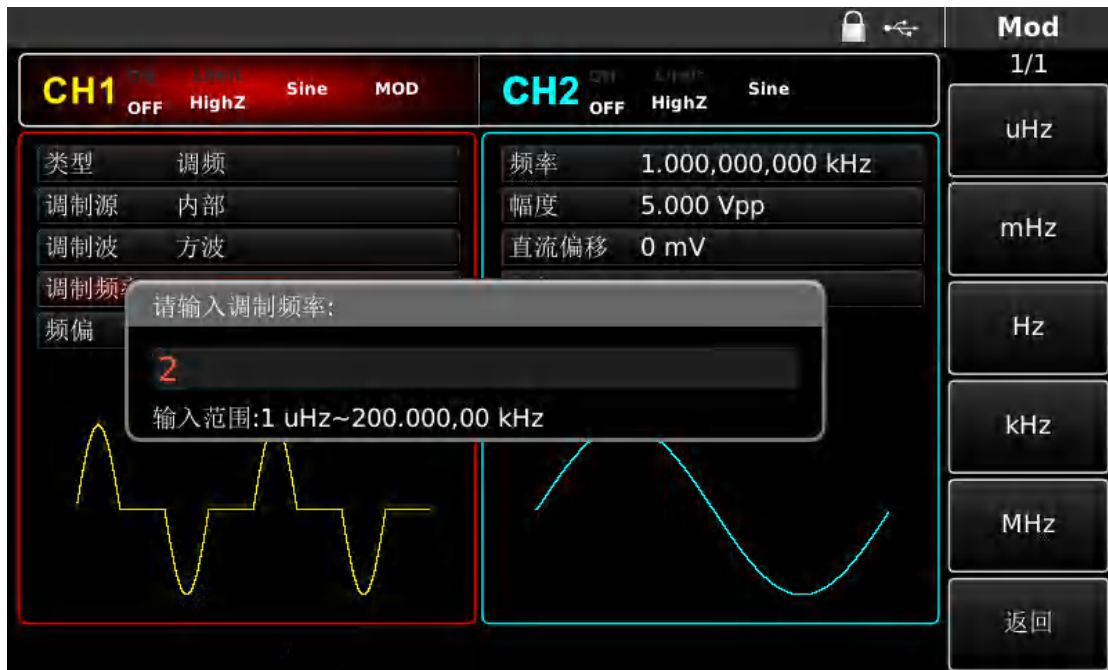 Mod
1/1
CH1 OFF HighZ Sine MOD
CH2 OFF HighZ Sine
类型 调频
调制源 内部
调制波 方波
调制频
频偏
频率 1.000,000,000 kHz
幅度 5.000 Vpp
直流偏移 0 mV
请输入调制频率:
2
输入范围:1 uHz~200.000,00 kHz
uHz
mHz
Hz
kHz
MHz
返回